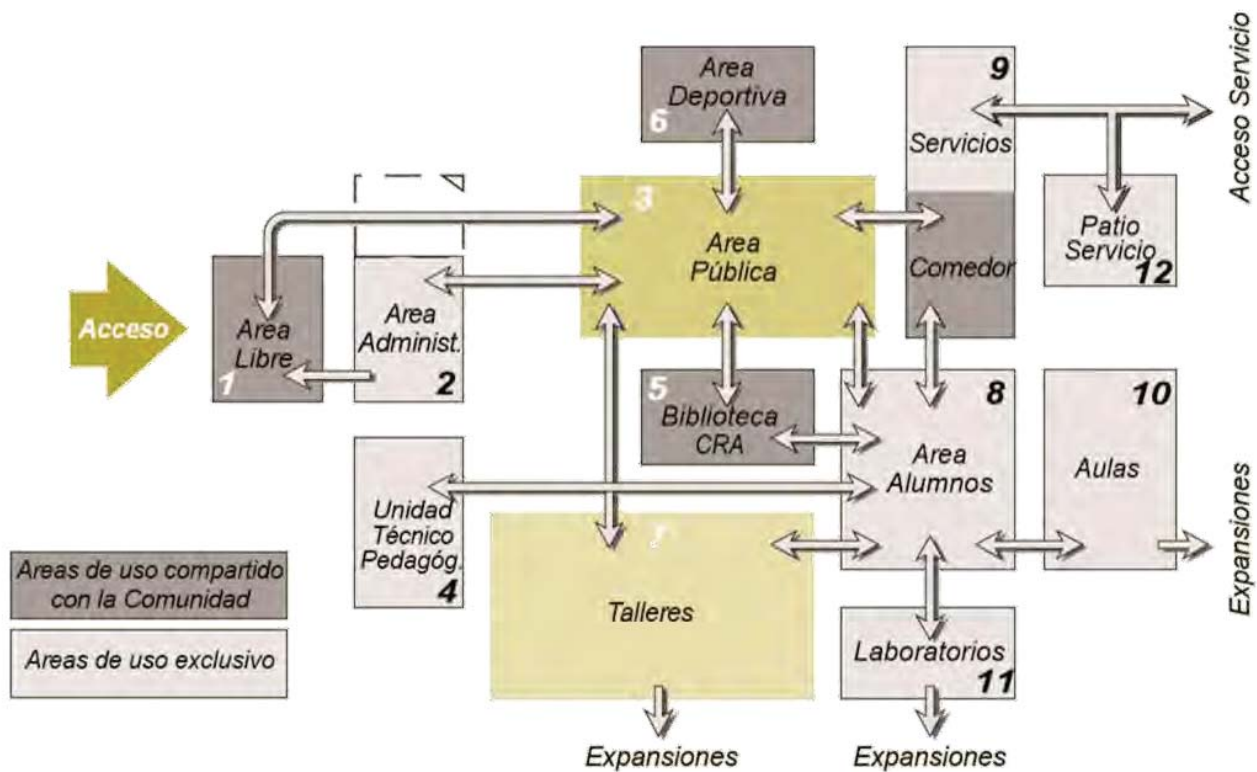 Area
Deportiva
6
9
Servicios
Acceso Servicio
3
Area
Pública
Comedor
Patio
Servicio
12
Acceso
Area
Libre
1
Area
Administ.
2
5
Biblioteca
CRA
8
Area
Alumnos
10
Aulas
Expansiones
Unidad
Técnico
Pedagóg.
4
7
Talleres
Laboratorios
11
Expansiones
Expansiones
Areas de uso compartido
con la Comunidad
Areas de uso exclusivo